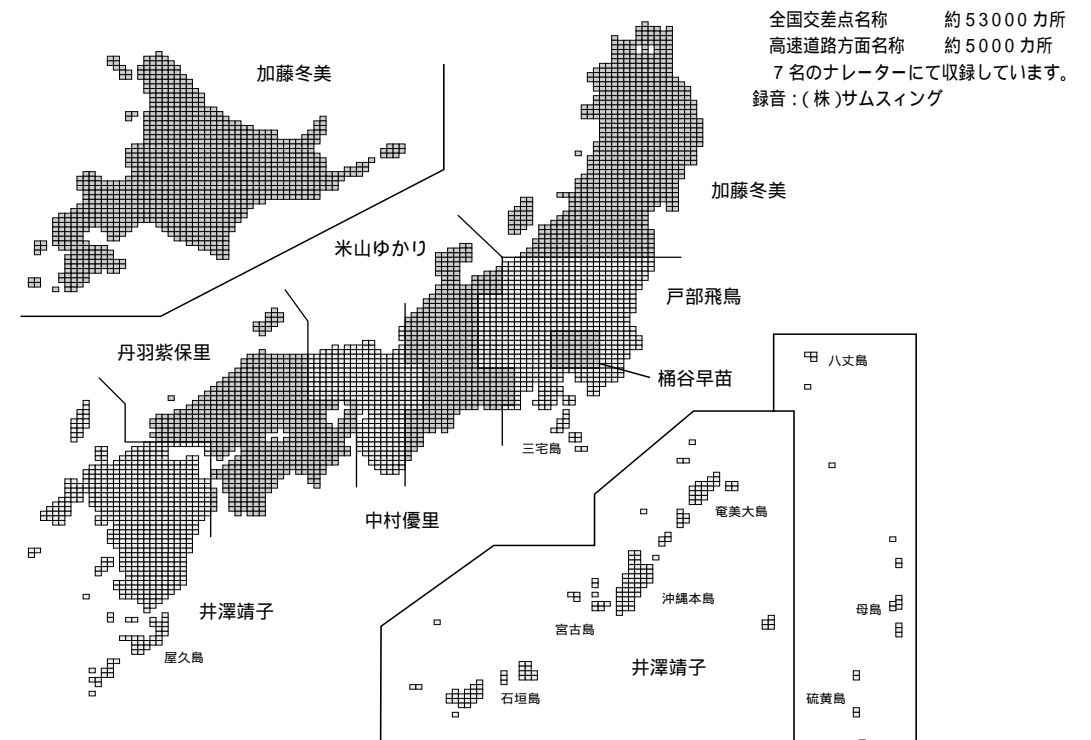 全国交差点名称　約53000カ所
高速道路方面名称　約5000カ所
7名のナレーターにて収録しています。
録音：(株)サムスィング
加藤冬美
加藤冬美
米山ゆかり
戸部飛鳥
丹羽紫保里
八丈島
桶谷早苗
三宅島
奄美大島
中村優里
沖縄本島
井澤靖子
母島
宮古島
屋久島
井澤靖子
石垣島
硫黄島